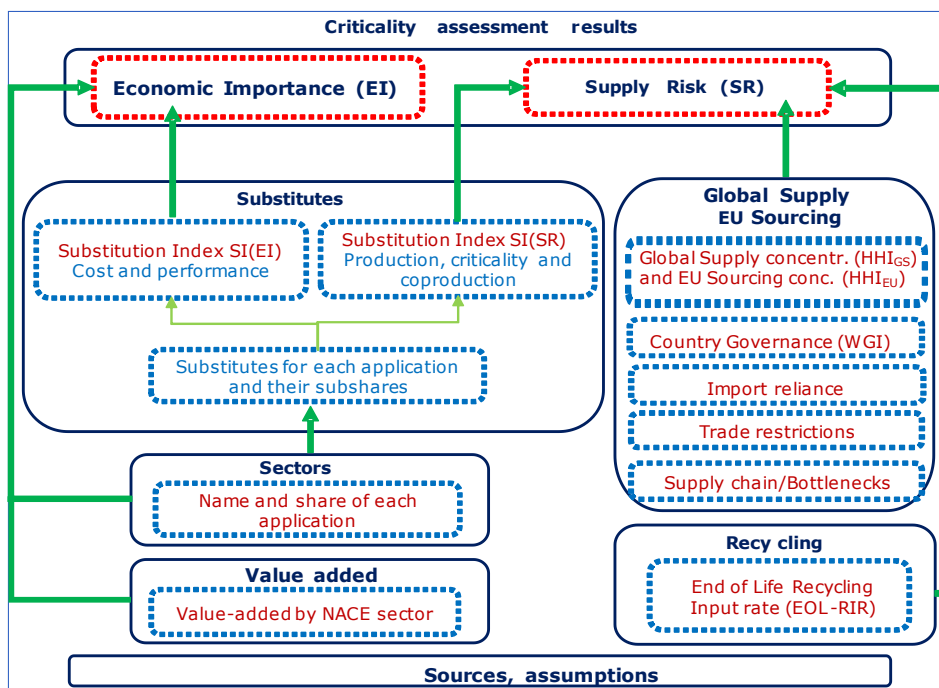 Criticality assessment results
Economic Importance (EI)
Supply Risk (SR)
Substitutes
Substitution Index SI(EI)
Cost and performance
Substitution Index SI(SR)
Production, criticality and
coproduction
Substitutes for each application
and their subshares
Sectors
Name and share of each
application
Value added
Value-added by NACE sector
Global Supply
EU Sourcing
Global Supply concentr. (HHIGS)
and EU Sourcing conc. (HHIEU)
Country Governance (WGI)
Import reliance
Trade restrictions
Supply chain/Bottlenecks
Recy cling
End of Life Recycling
Input rate (EOL-RIR)
Sources, assumptions